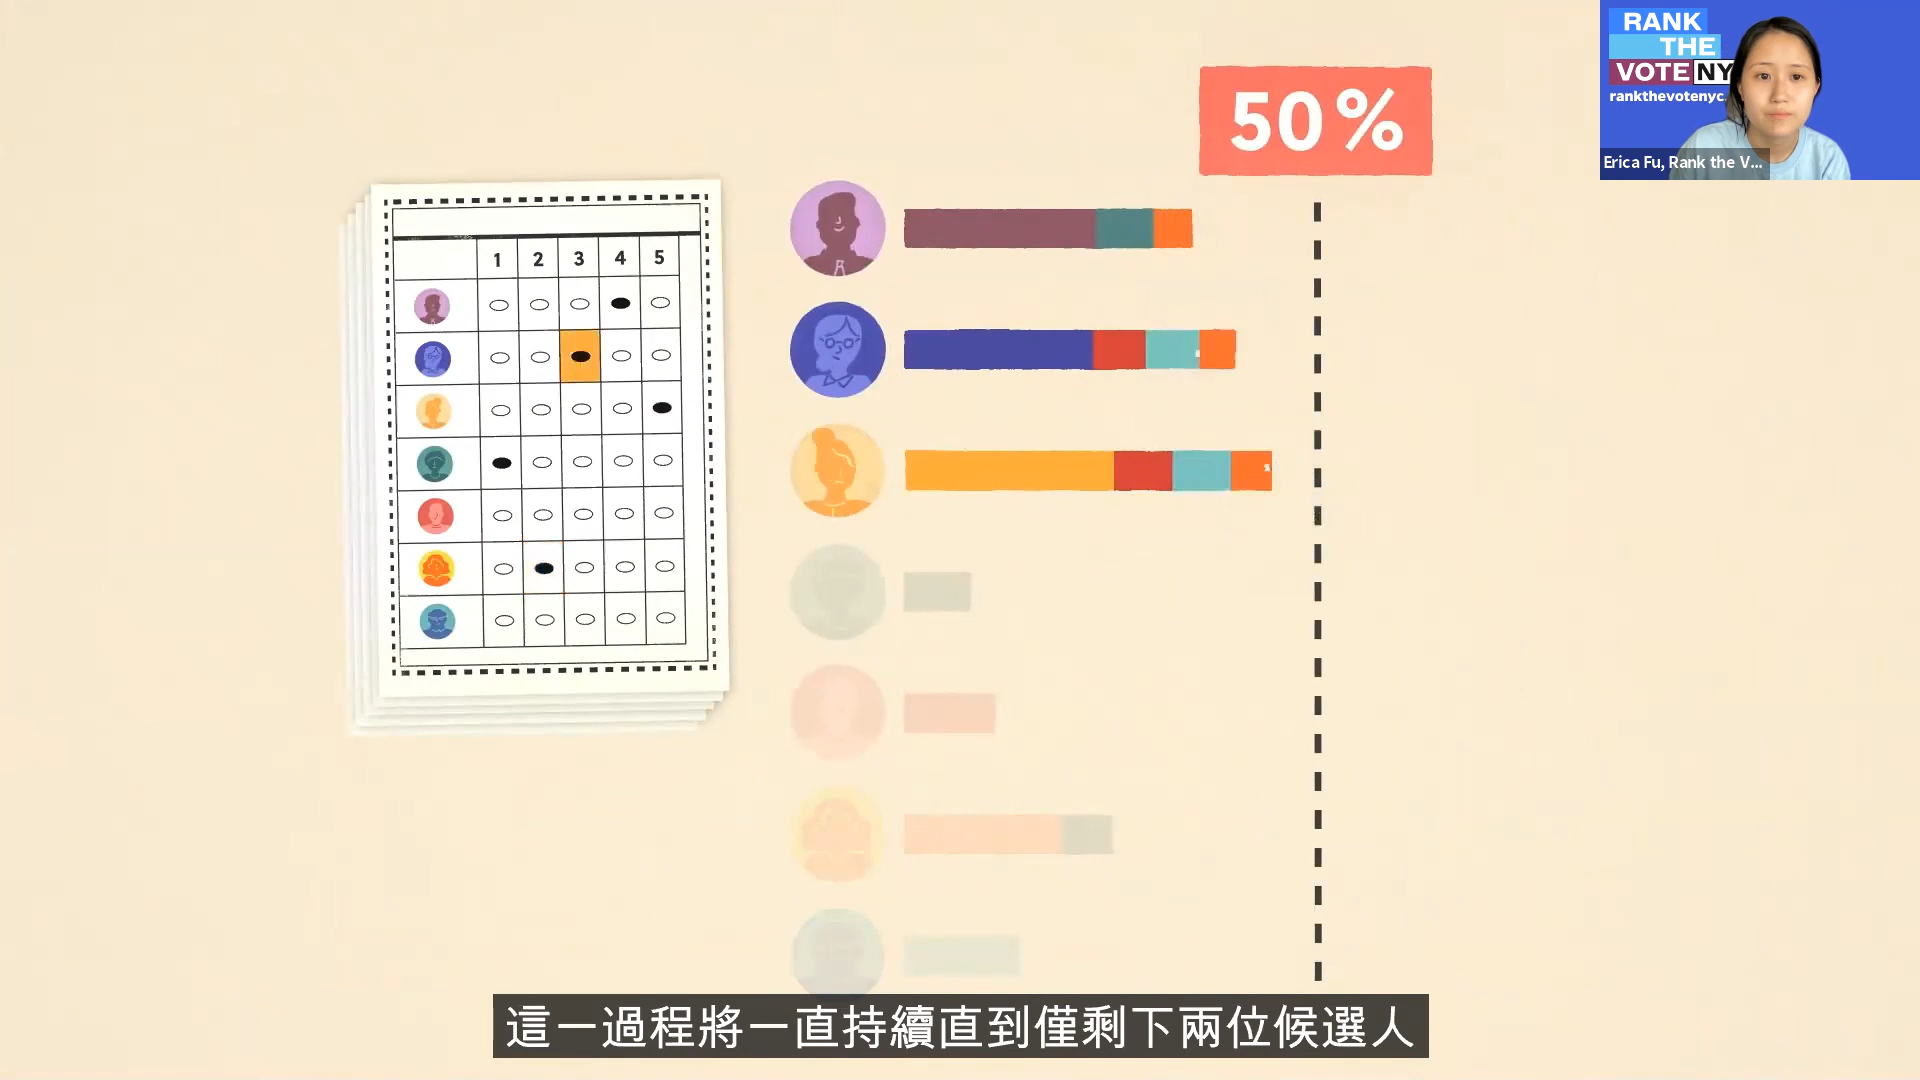 50%
1 2 3 4 5
RANK
THE
VOTE NY
rankthevotenyc.
Erica Fu, Rank the V...
這一過程將一直持續直到僅剩下兩位候選人